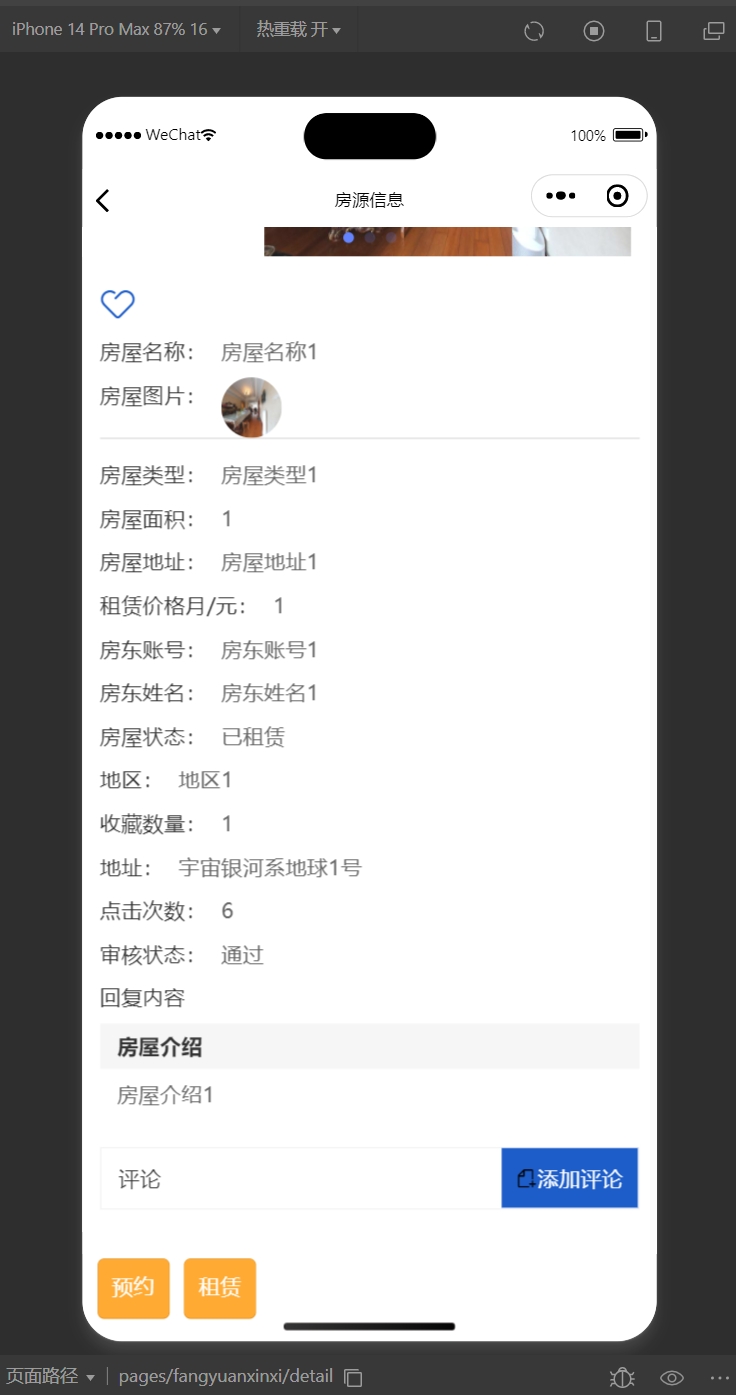 iPhone 14 Pro Max 87% 16 热重载 开
WeChat 100%
房源信息
房屋名称： 房屋名称1
房屋图片：
房屋类型： 房屋类型1
房屋面积： 1
房屋地址： 房屋地址1
租赁价格月/元： 1
房东账号： 房东账号1
房东姓名： 房东姓名1
房屋状态： 已租赁
地区： 地区1
收藏数量： 1
地址： 宇宙银河系地球1号
点击次数： 6
审核状态： 通过
回复内容
房屋介绍
房屋介绍1
评论 添加评论
预约 租赁
页面路径 pages/fangyuanxinxi/detail